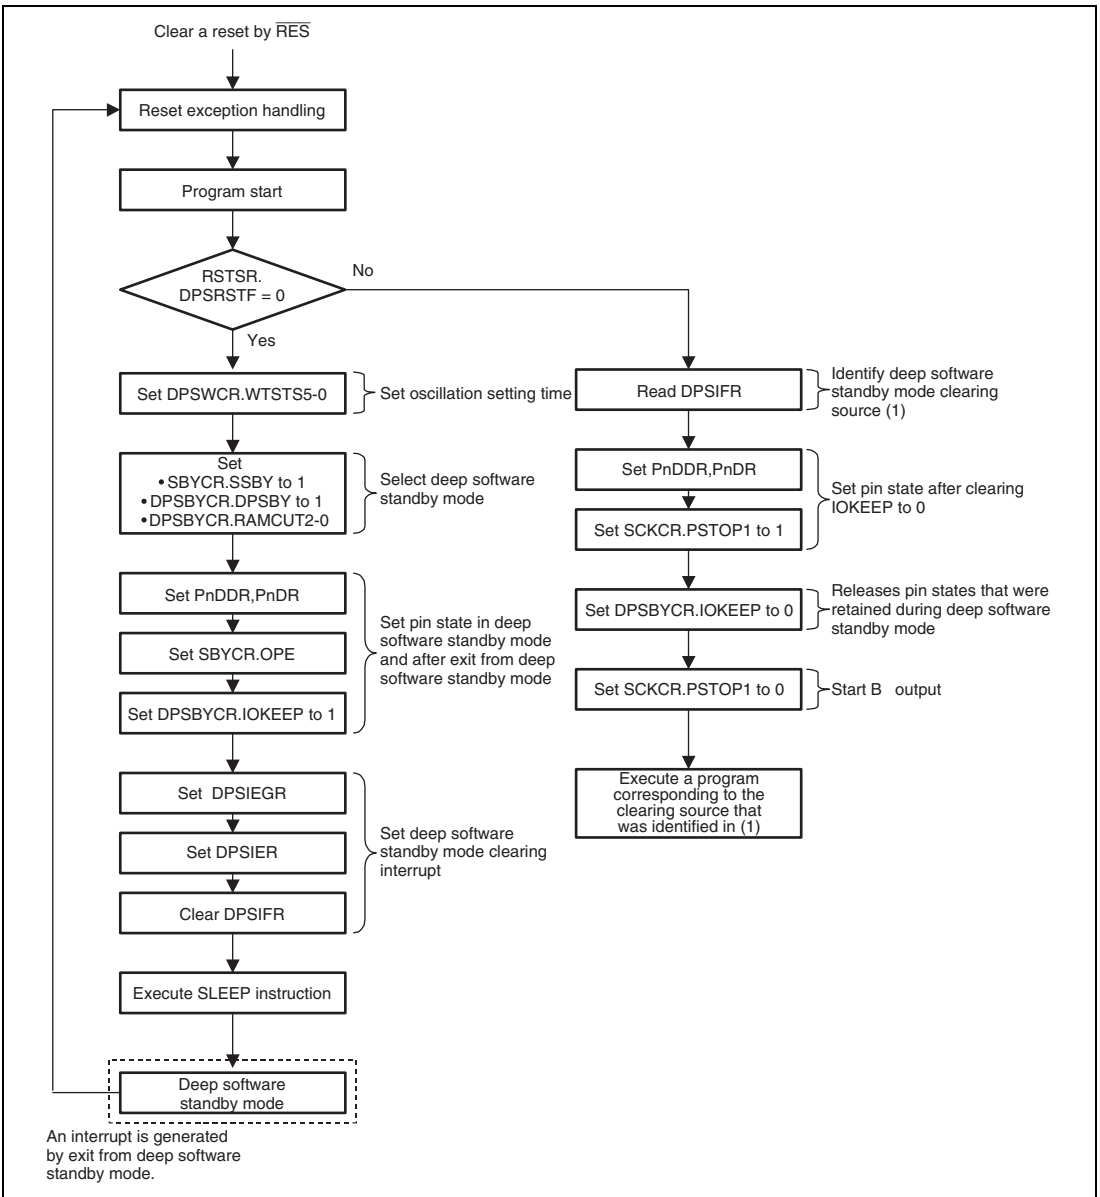 Clear a reset by RES
Reset exception handling
Program start
RSTSR.
DPSRSTF = 0
No
Yes
Set DPSWCR.WTSTS5-0
Set oscillation setting time
Set
• SBYCR.SSBY to 1
• DPSBYCR.DPSBY to 1
• DPSBYCR.RAMCUT2-0
Select deep software
standby mode
Set PnDDR,PnDR
Set SBYCR.OPE
Set DPSBYCR.IOKEEP to 1
Set pin state in deep
software standby mode
and after exit from deep
software standby mode
Set DPSIEGR
Set DPSIER
Clear DPSIFR
Set deep software
standby mode clearing
interrupt
Execute SLEEP instruction
Deep software
standby mode
An interrupt is generated
by exit from deep software
standby mode.
Read DPSIFR
Identify deep software
standby mode clearing
source (1)
Set PnDDR,PnDR
Set SCKCR.PSTOP1 to 1
Set pin state after clearing
IOKEEP to 0
Set DPSBYCR.IOKEEP to 0
Releases pin states that were
retained during deep software
standby mode
Set SCKCR.PSTOP1 to 0
Start B output
Execute a program
corresponding to the
clearing source that
was identified in (1)